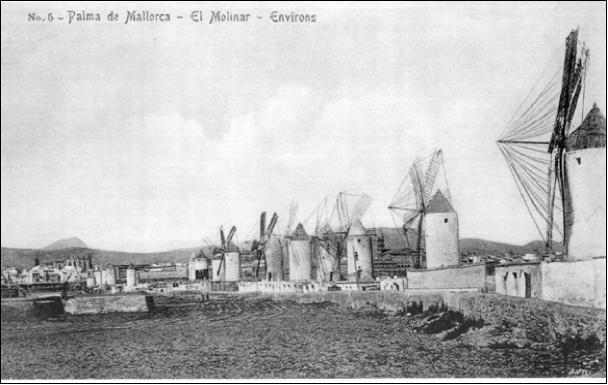 No. 5 - Palma de Mallorca - El Molinar - Environs